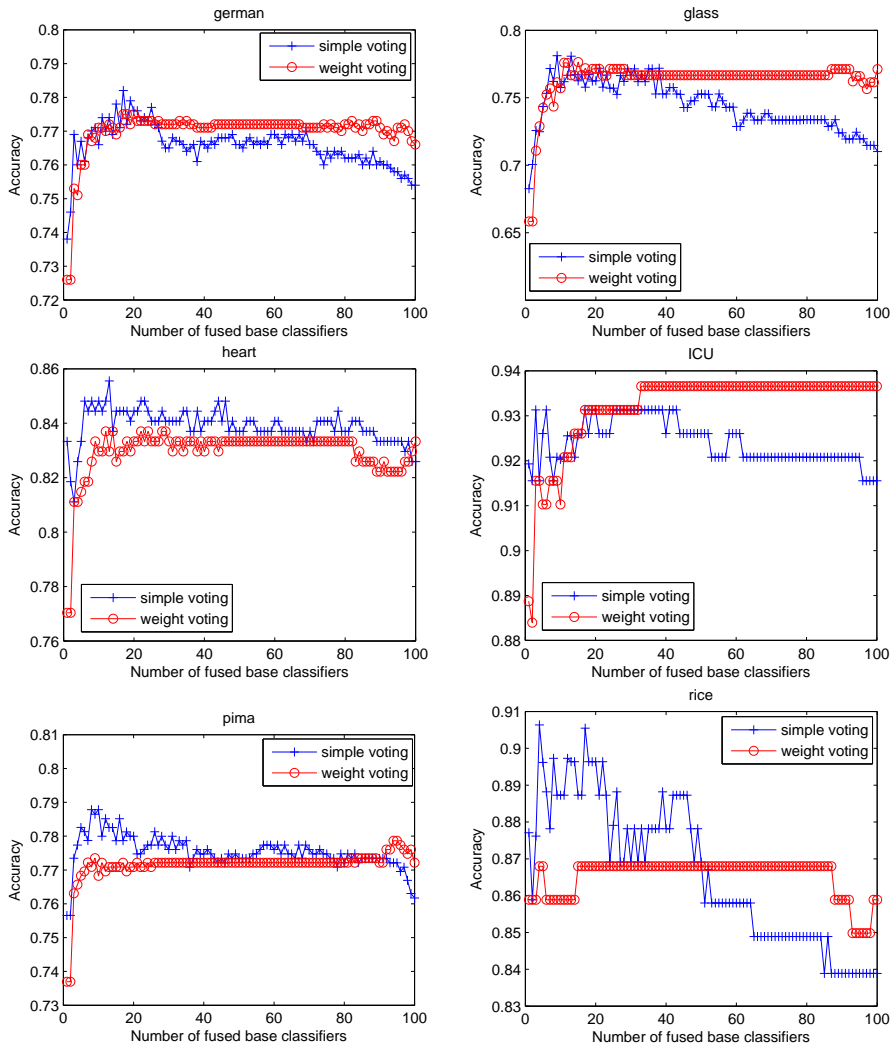 german
0.8
0.79
0.78
0.77
0.76
0.75
0.74
0.73
0.72
Accuracy
simple voting
weight voting
0 20 40 60 80 100
Number of fused base classifiers
glass
0.8
0.75
0.7
0.65
Accuracy
simple voting
weight voting
0 20 40 60 80 100
Number of fused base classifiers
heart
0.86
0.84
0.82
0.8
0.78
0.76
Accuracy
simple voting
weight voting
0 20 40 60 80 100
Number of fused base classifiers
ICU
0.94
0.93
0.92
0.91
0.9
0.89
0.88
Accuracy
simple voting
weight voting
0 20 40 60 80 100
Number of fused base classifiers
pima
0.81
0.8
0.79
0.78
0.77
0.76
0.75
0.74
0.73
Accuracy
simple voting
weight voting
0 20 40 60 80 100
Number of fused base classifiers
rice
0.91
0.9
0.89
0.88
0.87
0.86
0.85
0.84
0.83
Accuracy
simple voting
weight voting
0 20 40 60 80 100
Number of fused base classifiers